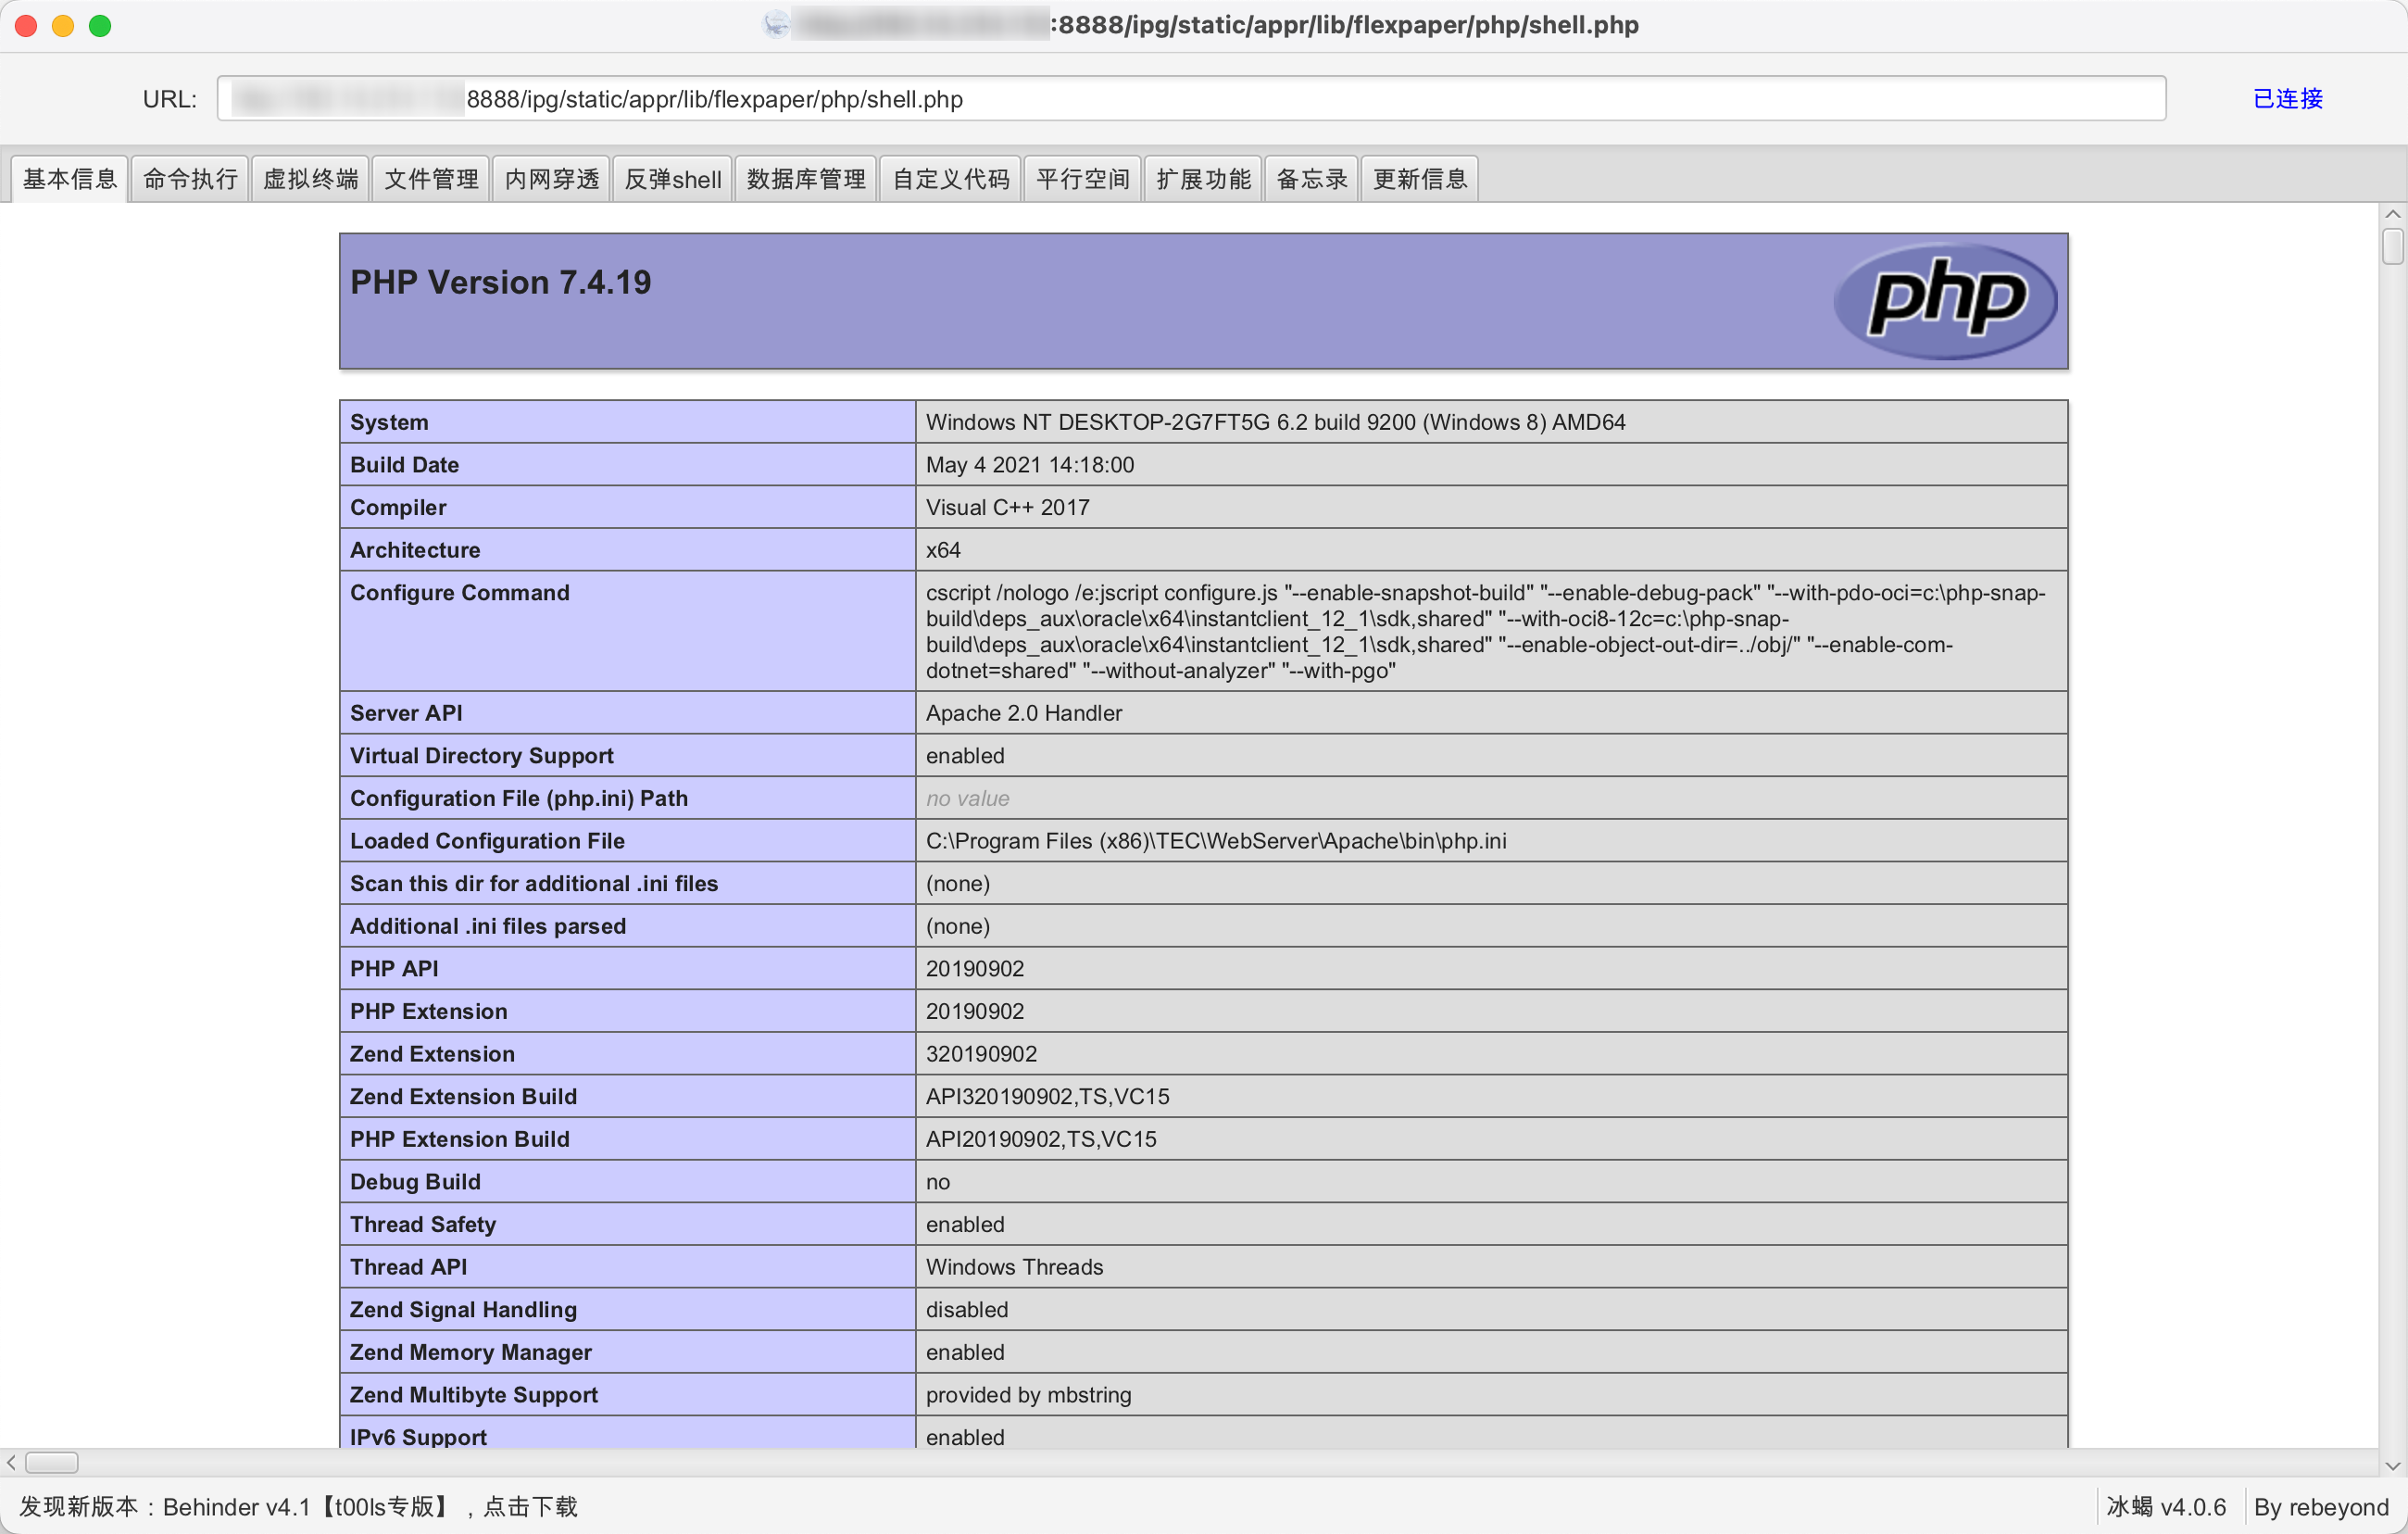 :8888/ipg/static/appr/lib/flexpaper/php/shell.php
URL: 8888/ipg/static/appr/lib/flexpaper/php/shell.php 已连接
基本信息 命令执行 虚拟终端 文件管理 内网穿透 反弹shell 数据库管理 自定义代码 平行空间 扩展功能 备忘录 更新信息
PHP Version 7.4.19
php
System Windows NT DESKTOP-2G7FT5G 6.2 build 9200 (Windows 8) AMD64
Build Date May 4 2021 14:18:00
Compiler Visual C++ 2017
Architecture x64
Configure Command cscript /nologo /e:jscript configure.js "--enable-snapshot-build" "--enable-debug-pack" "--with-pdo-oci=c:\php-snap-
build\deps_aux\oracle\x64\instantclient_12_1\sdk,shared" "--with-oci8-12c=c:\php-snap-
build\deps_aux\oracle\x64\instantclient_12_1\sdk,shared" "--enable-object-out-dir=../obj/" "--enable-com-
dotnet=shared" "--without-analyzer" "--with-pgo"
Server API Apache 2.0 Handler
Virtual Directory Support enabled
Configuration File (php.ini) Path no value
Loaded Configuration File C:\Program Files (x86)\TEC\WebServer\Apache\bin\php.ini
Scan this dir for additional .ini files (none)
Additional .ini files parsed (none)
PHP API 20190902
PHP Extension 20190902
Zend Extension 320190902
Zend Extension Build API320190902,TS,VC15
PHP Extension Build API20190902,TS,VC15
Debug Build no
Thread Safety enabled
Thread API Windows Threads
Zend Signal Handling disabled
Zend Memory Manager enabled
Zend Multibyte Support provided by mbstring
IPv6 Support enabled
发现新版本：Behinder v4.1【t00ls专版】，点击下载 冰蝎 v4.0.6 By rebeyond